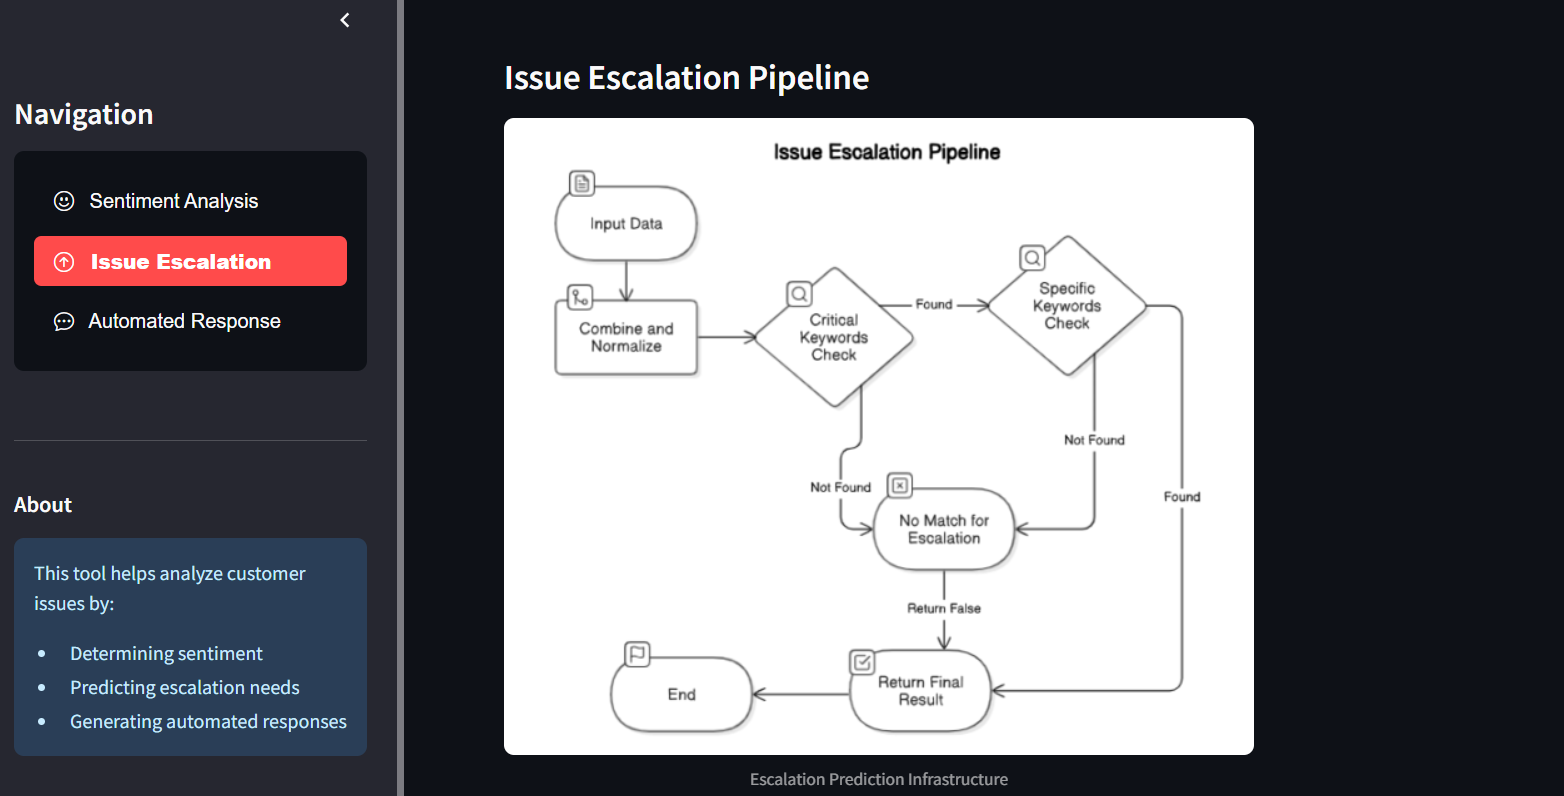 Navigation
Sentiment Analysis
Issue Escalation
Automated Response
About
This tool helps analyze customer
issues by:
Determining sentiment
Predicting escalation needs
Generating automated responses
Issue Escalation Pipeline
Issue Escalation Pipeline
Input Data
Combine and
Normalize
Critical
Keywords
Check
Found
Specific
Keywords
Check
Not Found
Not Found
Found
No Match for
Escalation
Return False
Return Final
Result
End
Escalation Prediction Infrastructure